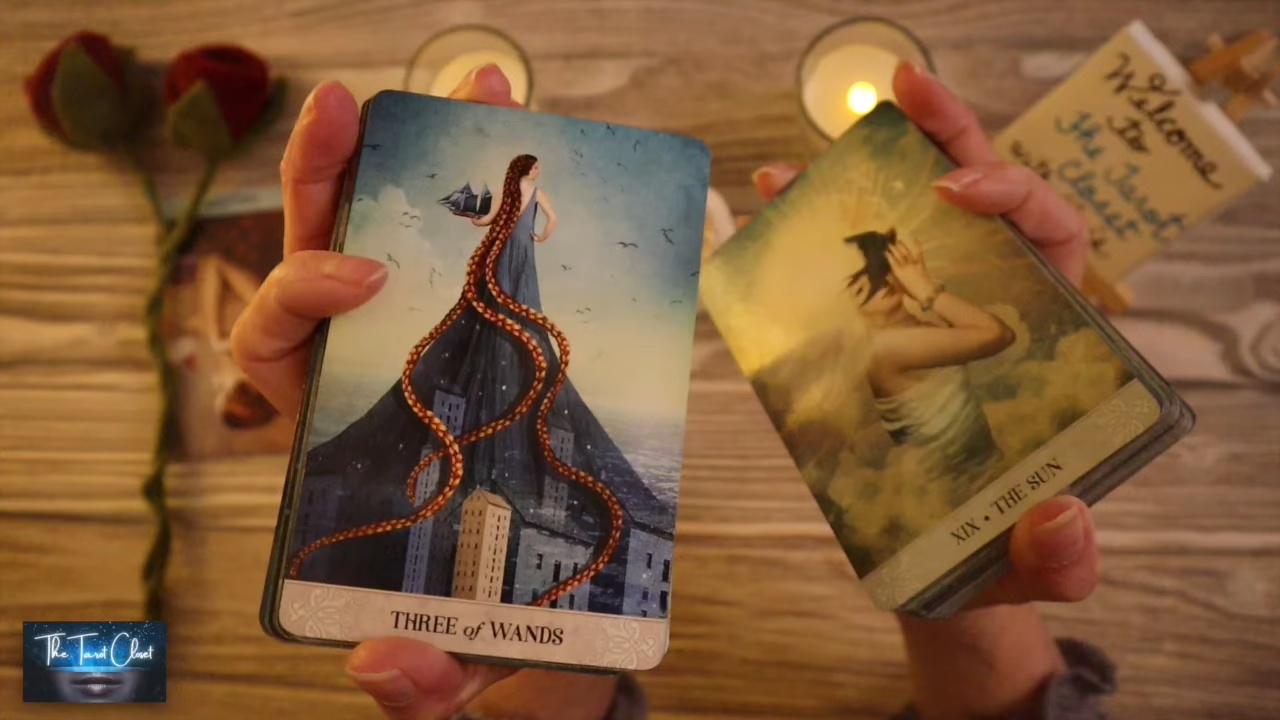 Welcome
To
The Tarot
Closet
THREE of WANDS
XIX • THE SUN
The Tarot Closet